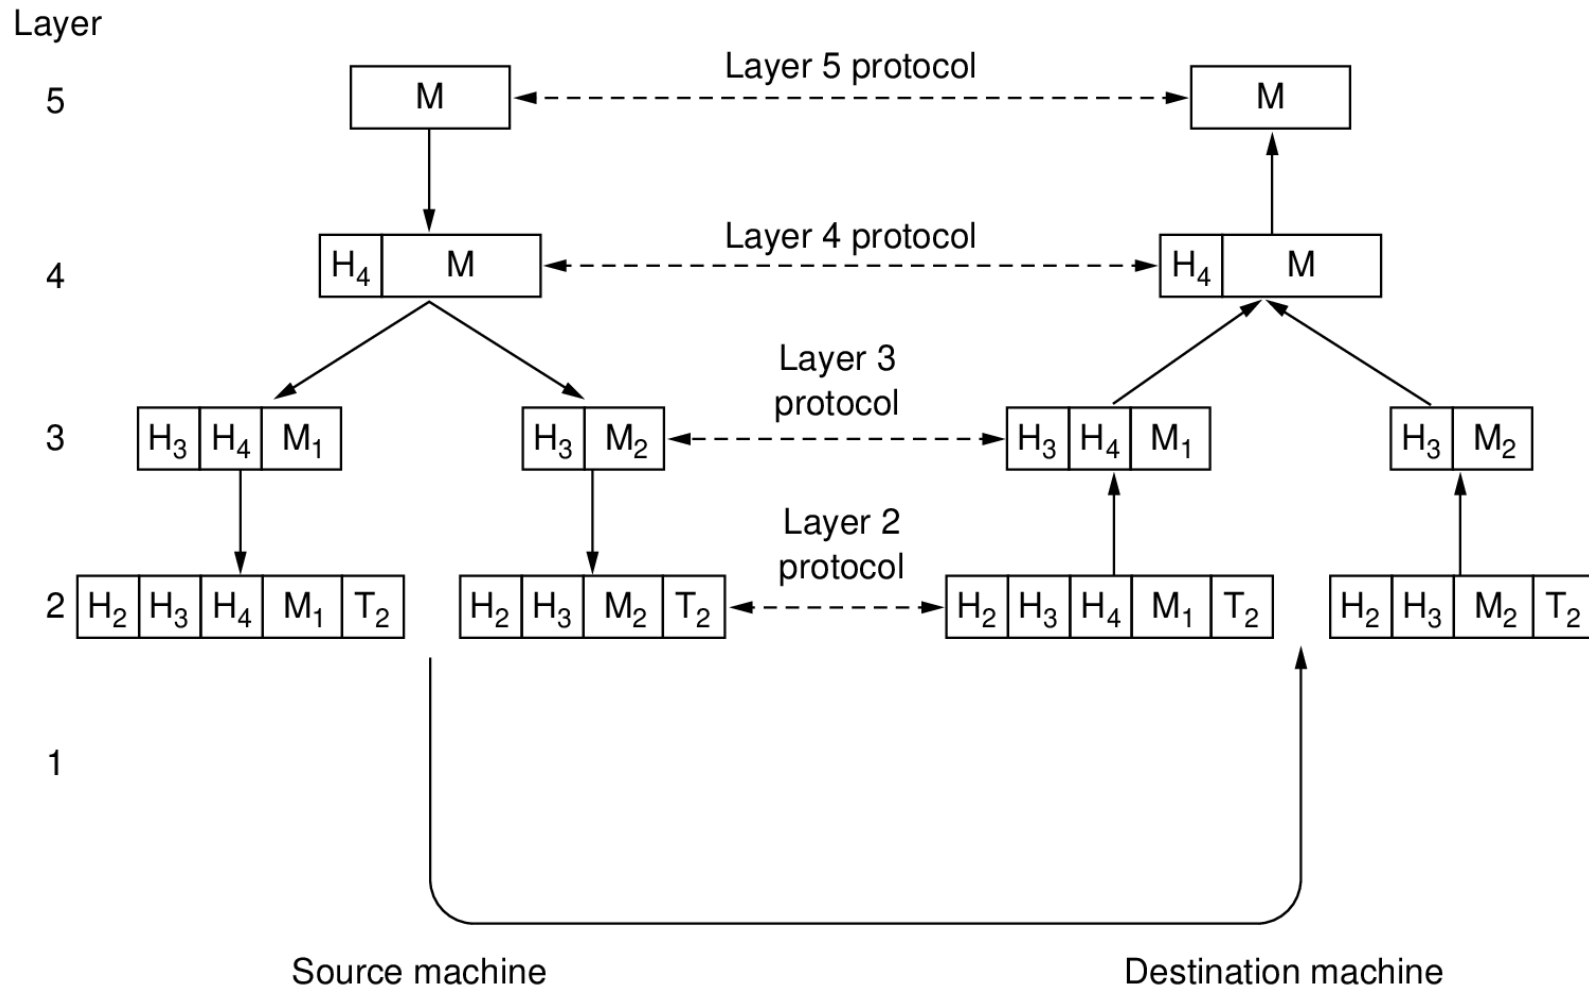 Layer
5 M Layer 5 protocol M
4 H₄ M Layer 4 protocol H₄ M
Layer 3
protocol
3 H₃ H₄ M₁ H₃ M₂ H₃ H₄ M₁ H₃ M₂
Layer 2
protocol
2 H₂ H₃ H₄ M₁ T₂ H₂ H₃ M₂ T₂ H₂ H₃ H₄ M₁ T₂ H₂ H₃ M₂ T₂
1
Source machine Destination machine